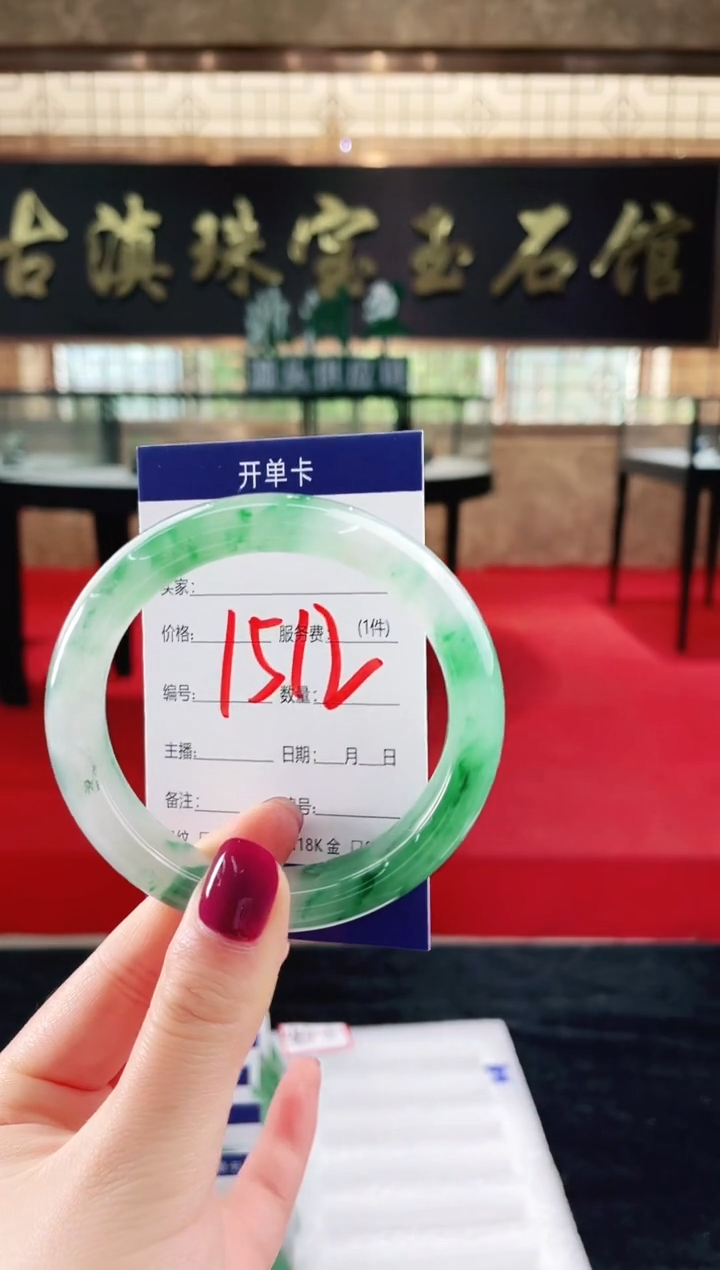 古滇珠宝玉石馆
开单卡
买家:
价格: 服务费: (1件)
1512
编号: 数量:
主播: 日期: 月 日
备注: 号:
18K金